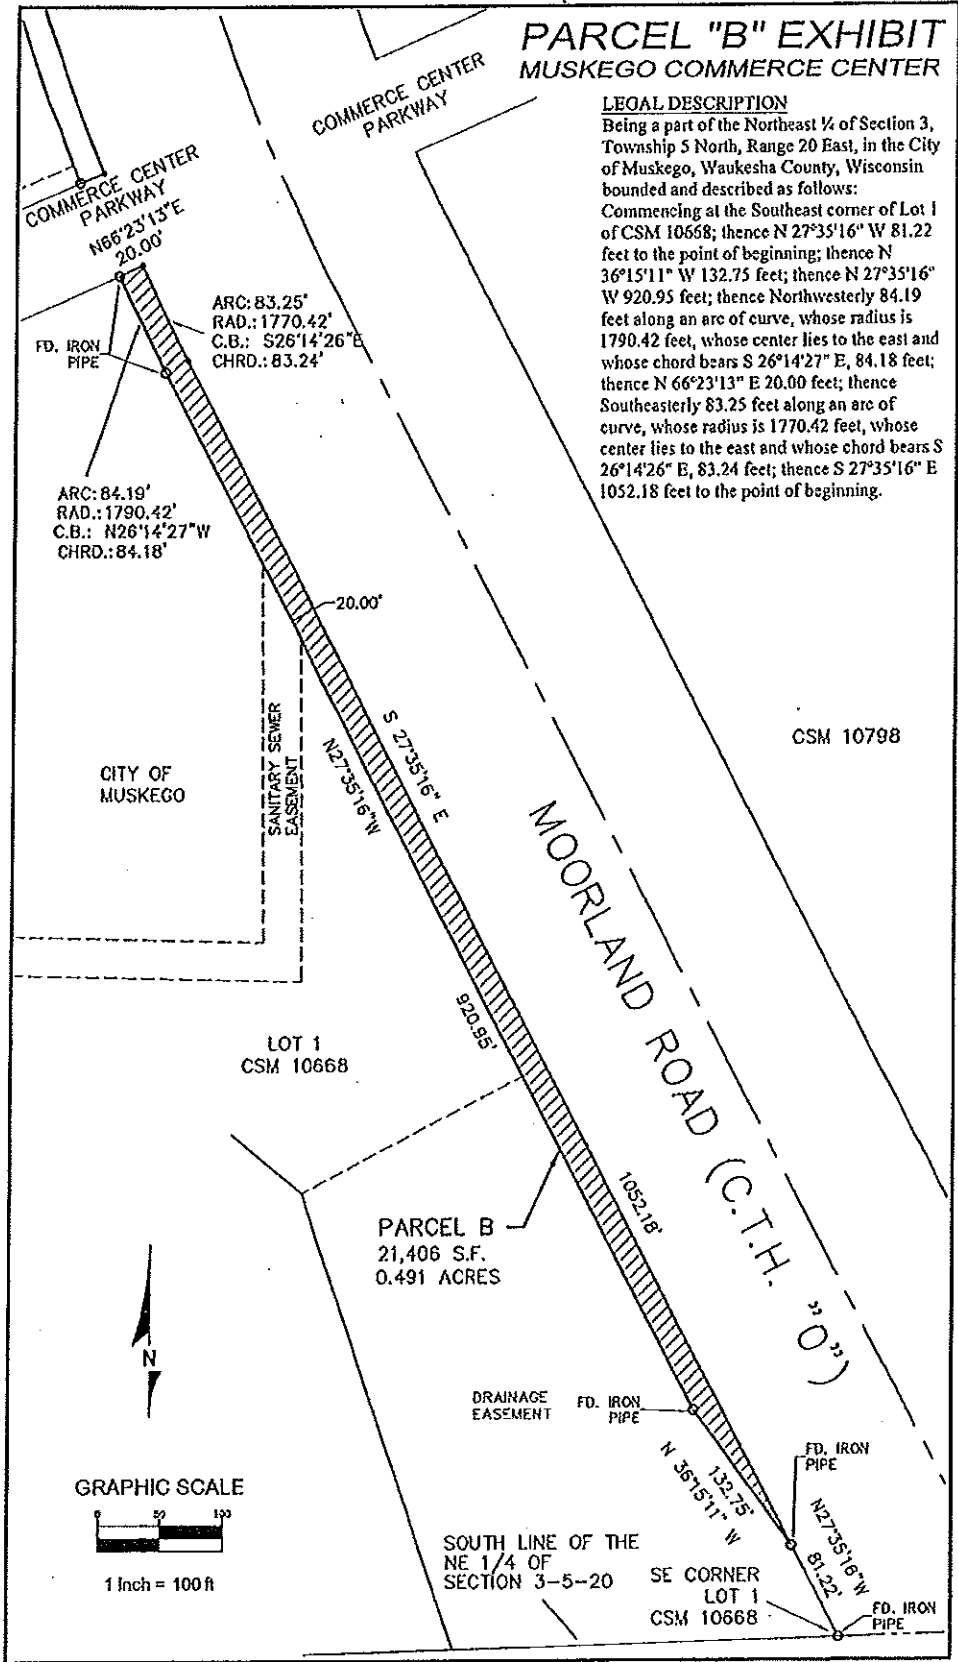 PARCEL "B" EXHIBIT
MUSKEGO COMMERCE CENTER
LEGAL DESCRIPTION
Being a part of the Northeast ¼ of Section 3,
Township 5 North, Range 20 East, in the City
of Muskego, Waukesha County, Wisconsin
bounded and described as follows:
Commencing at the Southeast corner of Lot 1
of CSM 10668; thence N 27°35'16" W 81.22
feet to the point of beginning; thence N
36°15'11" W 132.75 feet; thence N 27°35'16"
W 920.95 feet; thence Northwesterly 84.19
feet along an arc of curve, whose radius is
1790.42 feet, whose center lies to the east and
whose chord bears S 26°14'27" E, 84.18 feet;
thence N 66°23'13" E 20.00 feet; thence
Southeasterly 83.25 feet along an arc of
curve, whose radius is 1770.42 feet, whose
center lies to the east and whose chord bears S
26°14'26" E, 83.24 feet; thence S 27°35'16" E
1052.18 feet to the point of beginning.
COMMERCE CENTER
PARKWAY
COMMERCE CENTER
PARKWAY
N66°23'13"E
20.00'
ARC: 83.25'
RAD.: 1770.42'
C.B.: S26°14'26"E
CHRD.: 83.24'
FD. IRON
PIPE
ARC: 84.19'
RAD.: 1790.42'
C.B.: N26°14'27"W
CHRD.: 84.18'
20.00'
S 27°35'16" E
N27°35'16"W
SANITARY SEWER
EASEMENT
CITY OF
MUSKEGO
CSM 10798
MOORLAND ROAD (C.T.H. "O")
920.95'
LOT 1
CSM 10668
1052.18'
PARCEL B
21,406 S.F.
0.491 ACRES
N
DRAINAGE
EASEMENT
FD. IRON
PIPE
132.75'
N 36°15'11" W
FD. IRON
PIPE
N27°35'16"W
81.22'
GRAPHIC SCALE
0 50 100
1 Inch = 100 ft
SOUTH LINE OF THE
NE 1/4 OF
SECTION 3-5-20
SE CORNER
LOT 1
CSM 10668
FD. IRON
PIPE